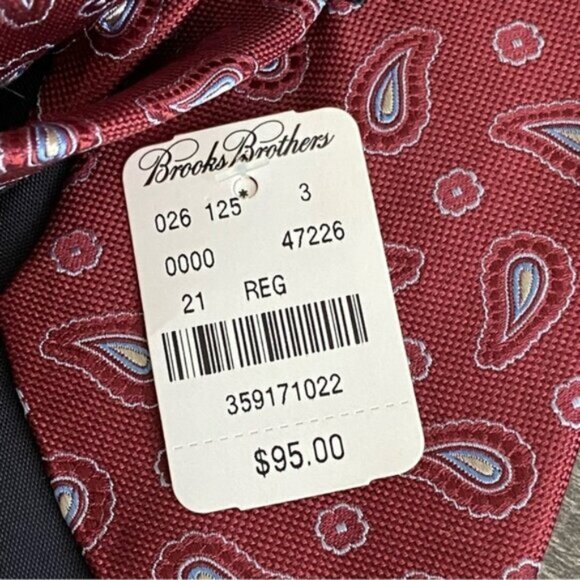 Brooks Brothers
026 125* 3
0000 47226
21 REG
359171022
$95.00